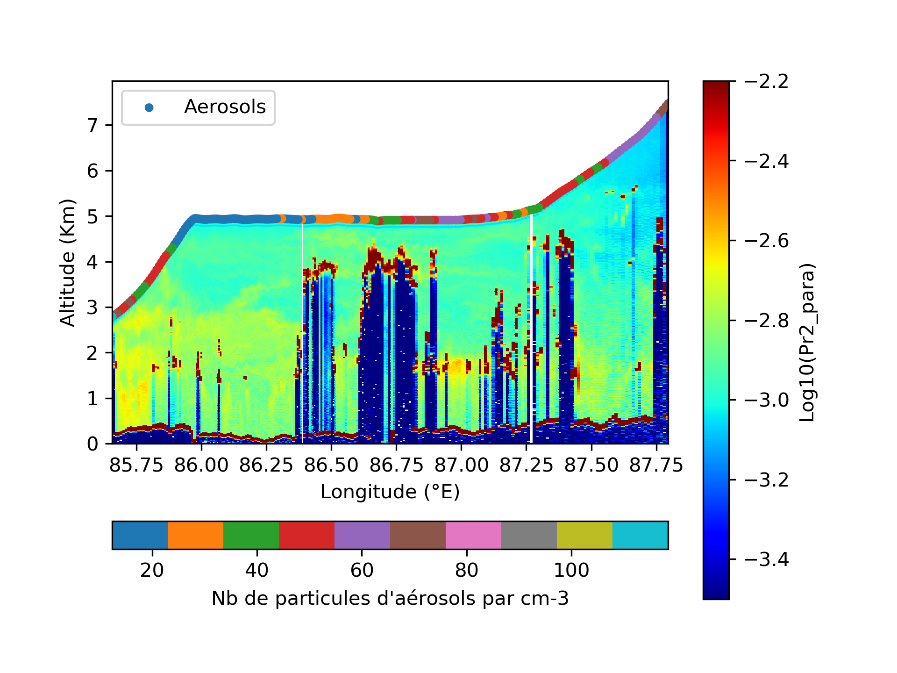 Aerosols
Altitude (Km)
7
6
5
4
3
2
1
0
85.75 86.00 86.25 86.50 86.75 87.00 87.25 87.50 87.75
Longitude (°E)
20 40 60 80 100
Nb de particules d'aérosols par cm-3
−2.2
−2.4
−2.6
−2.8
−3.0
−3.2
−3.4
Log10(Pr2_para)